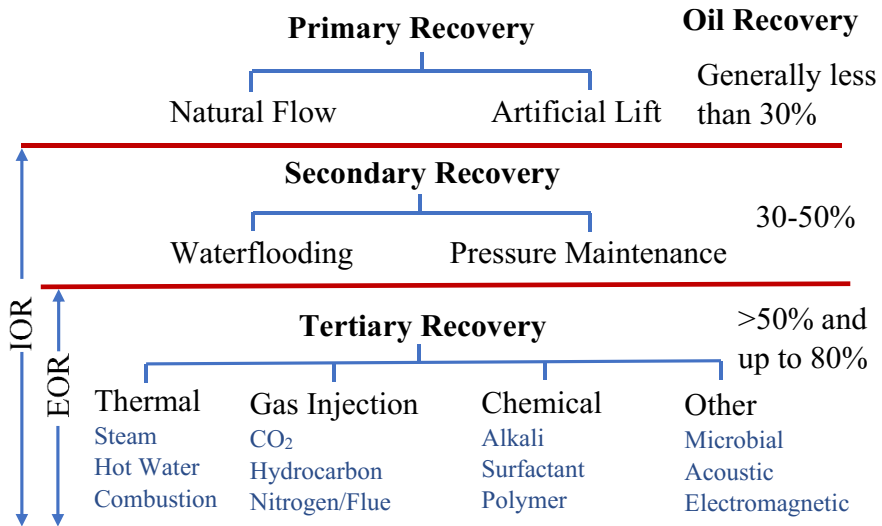 Primary Recovery
Oil Recovery
Natural Flow
Artificial Lift
Generally less
than 30%
Secondary Recovery
Waterflooding
Pressure Maintenance
30-50%
IOR
EOR
Tertiary Recovery
>50% and
up to 80%
Thermal
Steam
Hot Water
Combustion
Gas Injection
CO₂
Hydrocarbon
Nitrogen/Flue
Chemical
Alkali
Surfactant
Polymer
Other
Microbial
Acoustic
Electromagnetic